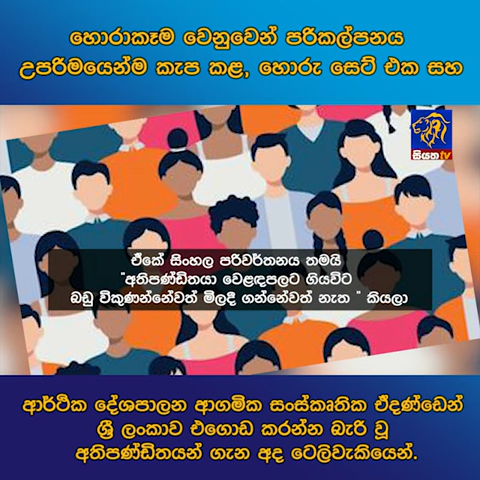 හොරාකෑම වෙනුවෙන් පරිකල්පනය
උපරිමයෙන්ම කැප කළ, හොරු සෙට් එක සහ
සියත tv
ඒකේ සිංහල පරිවර්තනය තමයි
"අතිපණ්ඩිතයා වෙළඳපලට ගියවිට
බඩු විකුණන්නේවත් මිලදී ගන්නේවත් නැත " කියලා
ආර්ථික දේශපාලන ආගමික සංස්කෘතික ඒදණ්ඩෙන්
ශ්‍රී ලංකාව එගොඩ කරන්න බැරි වූ
අතිපණ්ඩිතයන් ගැන අද ටෙලිවැකියෙන්.